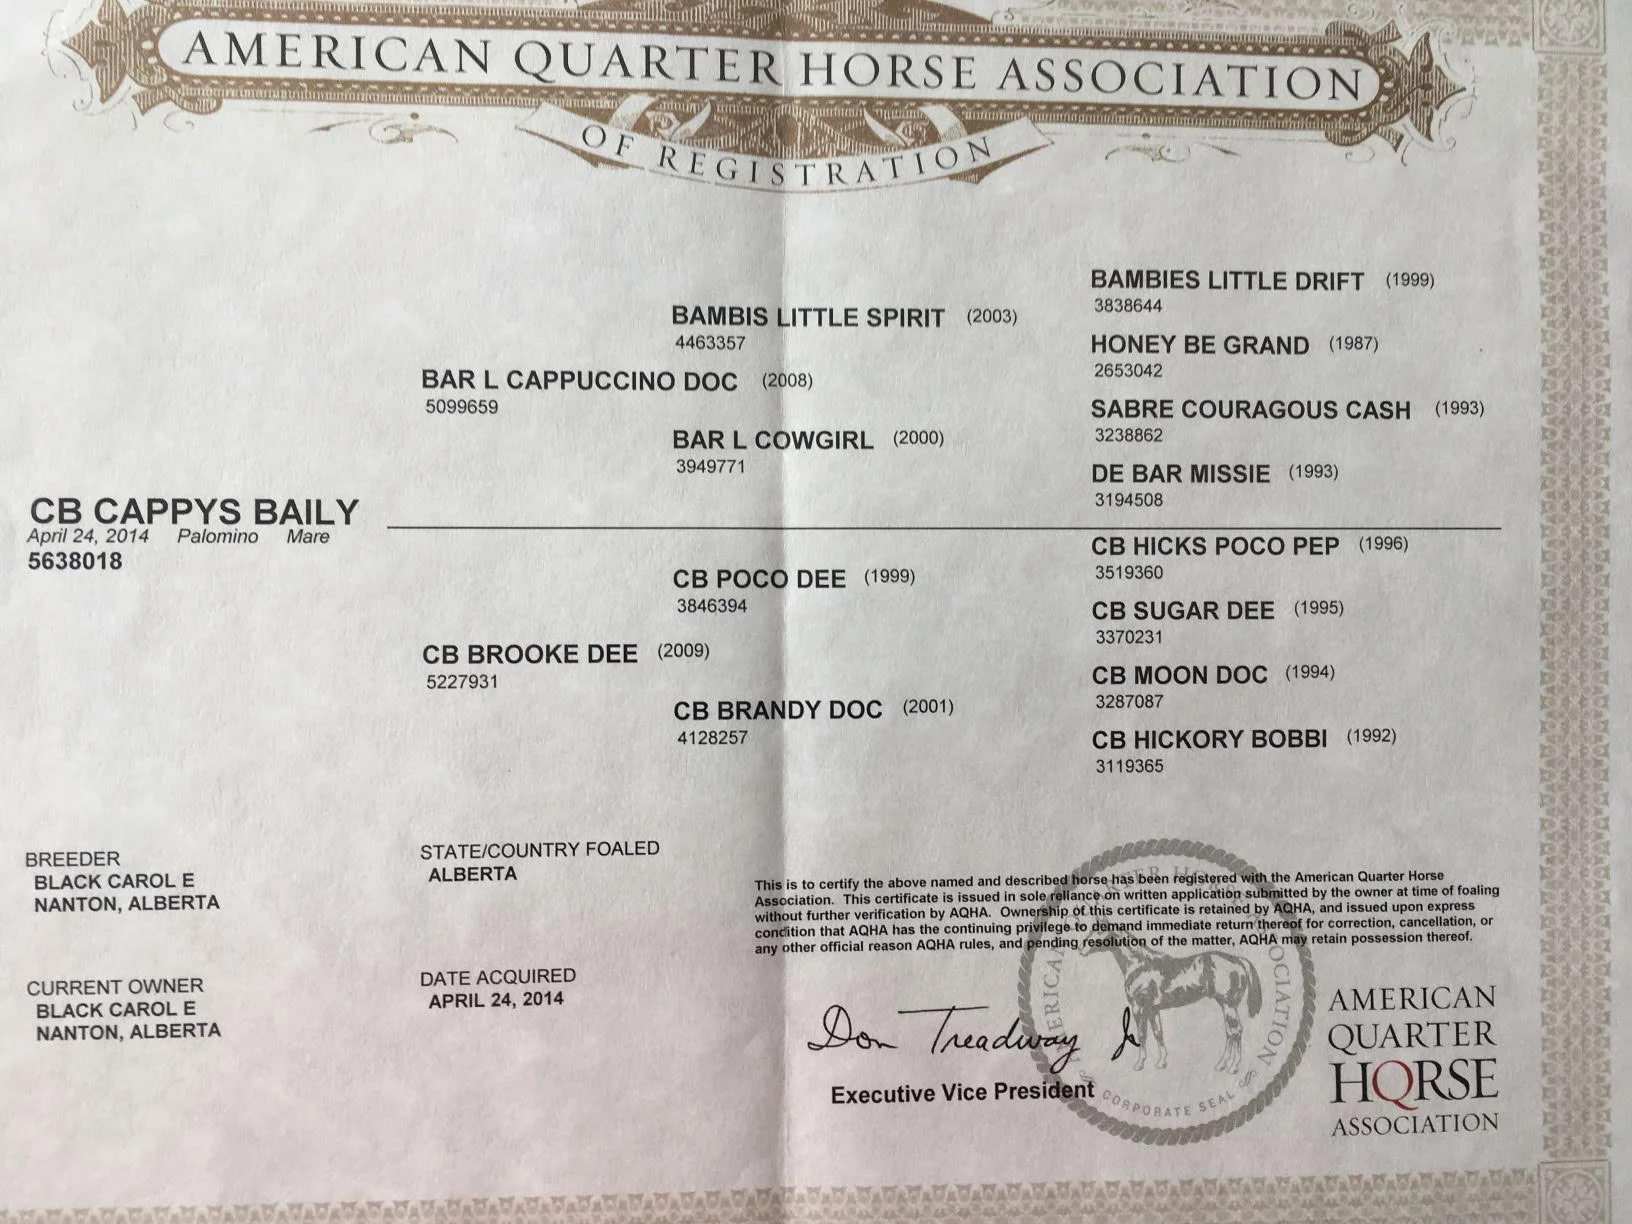 AMERICAN QUARTER HORSE ASSOCIATION
OF REGISTRATION
BAMBIES LITTLE DRIFT (1999)
3838644
BAMBIS LITTLE SPIRIT (2003)
4463357
HONEY BE GRAND (1987)
2653042
BAR L CAPPUCCINO DOC (2008)
5099659
SABRE COURAGOUS CASH (1993)
3238862
BAR L COWGIRL (2000)
3949771
DE BAR MISSIE (1993)
3194508
CB CAPPYS BAILY
April 24, 2014 Palomino Mare
5638018
CB HICKS POCO PEP (1996)
3519360
CB POCO DEE (1999)
3846394
CB SUGAR DEE (1995)
3370231
CB BROOKE DEE (2009)
5227931
CB MOON DOC (1994)
3287087
CB BRANDY DOC (2001)
4128257
CB HICKORY BOBBI (1992)
3119365
BREEDER
BLACK CAROL E
NANTON, ALBERTA
STATE/COUNTRY FOALED
ALBERTA
CURRENT OWNER
BLACK CAROL E
NANTON, ALBERTA
DATE ACQUIRED
APRIL 24, 2014
This is to certify the above named and described horse has been registered with the American Quarter Horse
Association. This certificate is issued in sole reliance on written application submitted by the owner at time of foaling
without further verification by AQHA. Ownership of this certificate is retained by AQHA, and issued upon express
condition that AQHA has the continuing privilege to demand immediate return thereof for correction, cancellation, or
any other official reason AQHA rules, and pending resolution of the matter, AQHA may retain possession thereof.
Don Treadway Jr
Executive Vice President
AMERICAN QUARTER HORSE ASSOCIATION
CORPORATE SEAL
AMERICAN
QUARTER
HORSE
ASSOCIATION